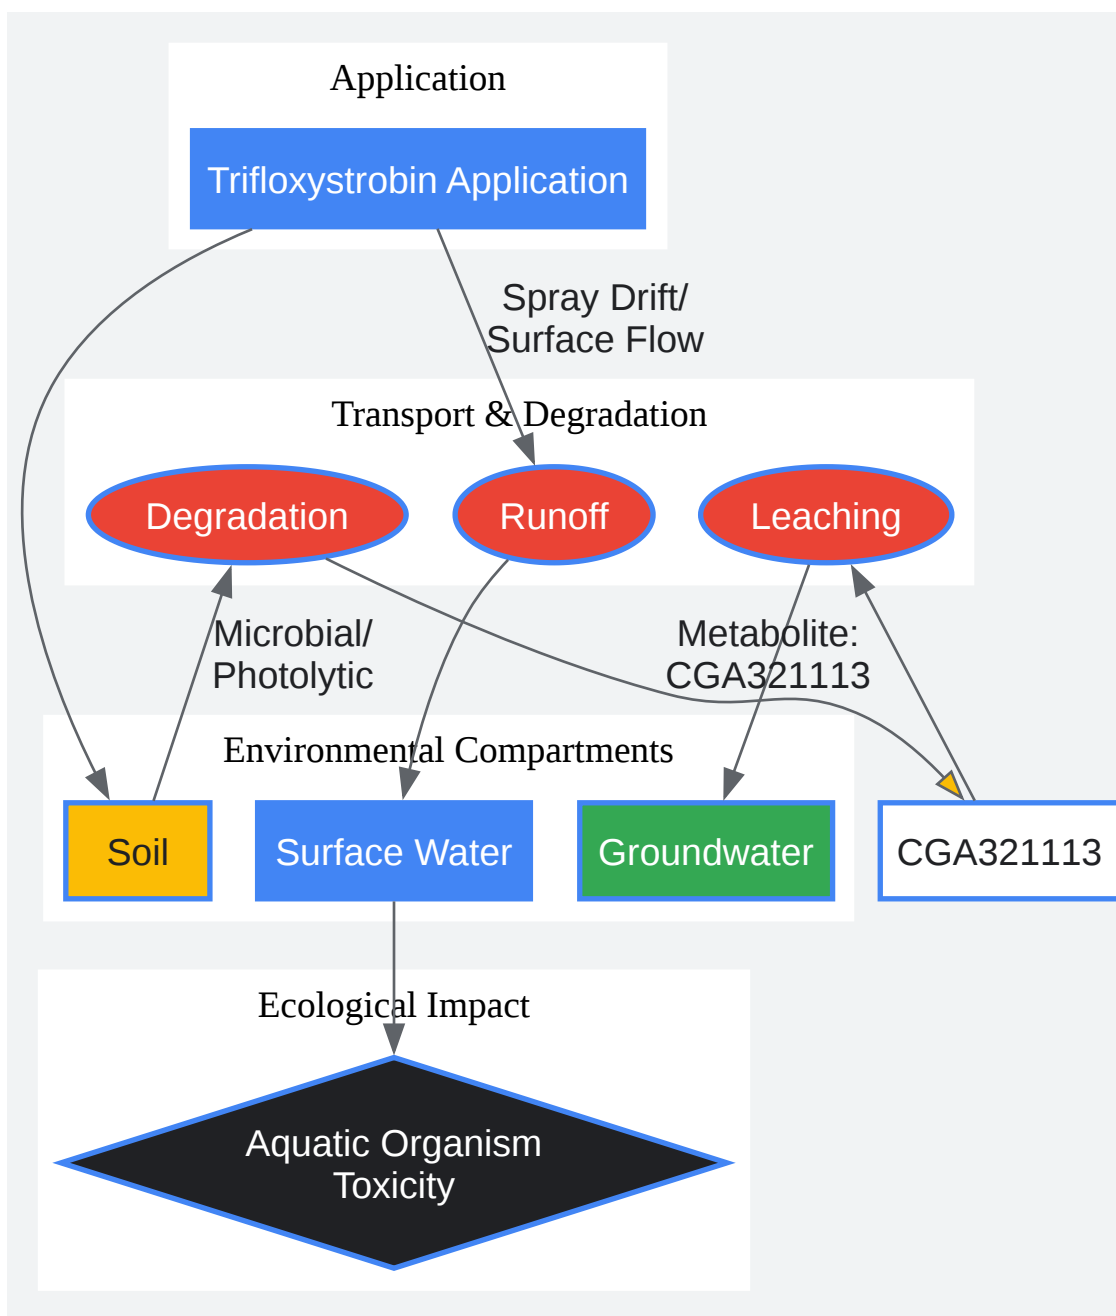 Application
Trifloxystrobin Application
Spray Drift/
Surface Flow
Transport & Degradation
Degradation
Runoff
Leaching
Microbial/
Photolytic
Metabolite:
CGA321113
Environmental Compartments
Soil
Surface Water
Groundwater
CGA321113
Ecological Impact
Aquatic Organism
Toxicity